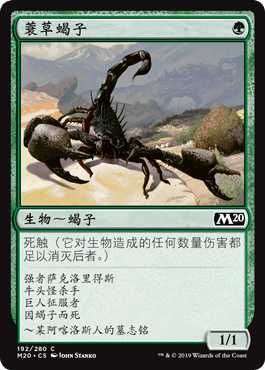 蓑草蝎子
生物～蝎子
M20
死触（它对生物造成的任何数量伤害都
足以消灭后者。）
强者萨克洛里得斯
牛头怪杀手
巨人征服者
因蝎子而死
～某阿喀洛斯人的墓志铭
1/1
192/280 C
M20 • CS JOHN STANKO
™ & © 2019 Wizards of the Coast